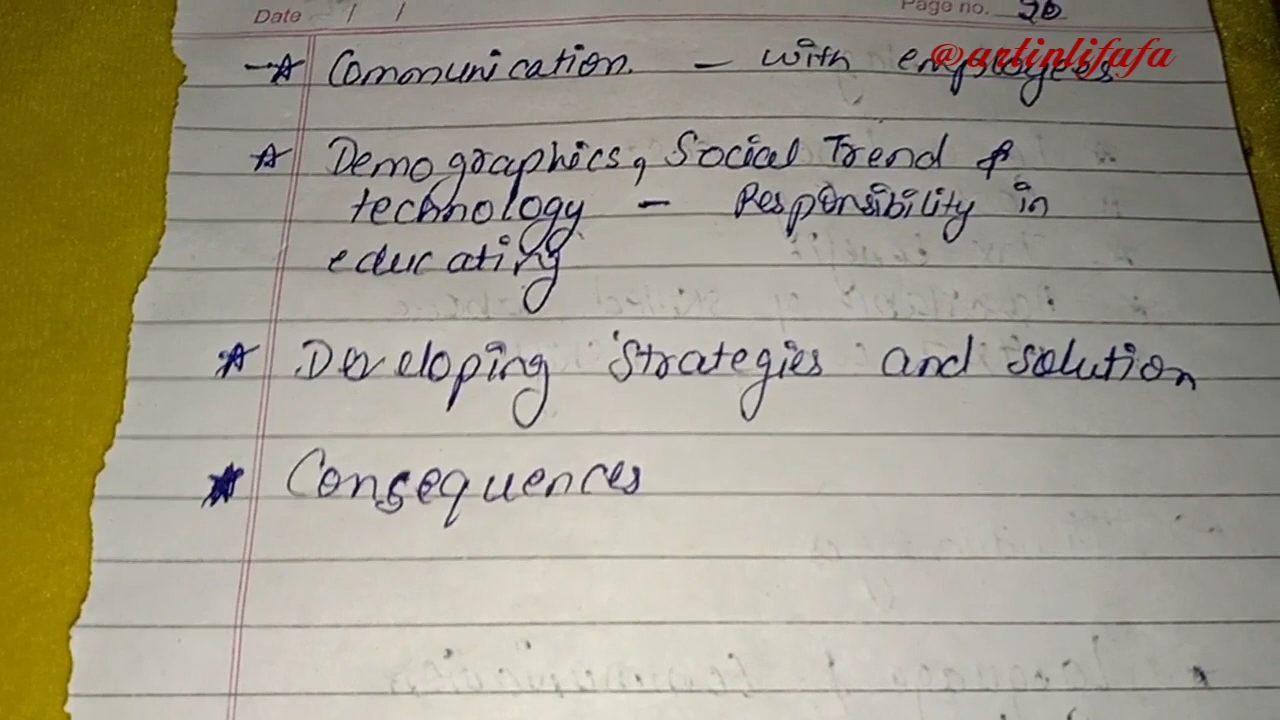 Date / / Page no. 20
☆ Communication. - with employees
@artinlifafa
☆ Demographics, Social Trend &
technology - Responsibility in
educating
☆ Developing Strategies and solution
★ Consequences